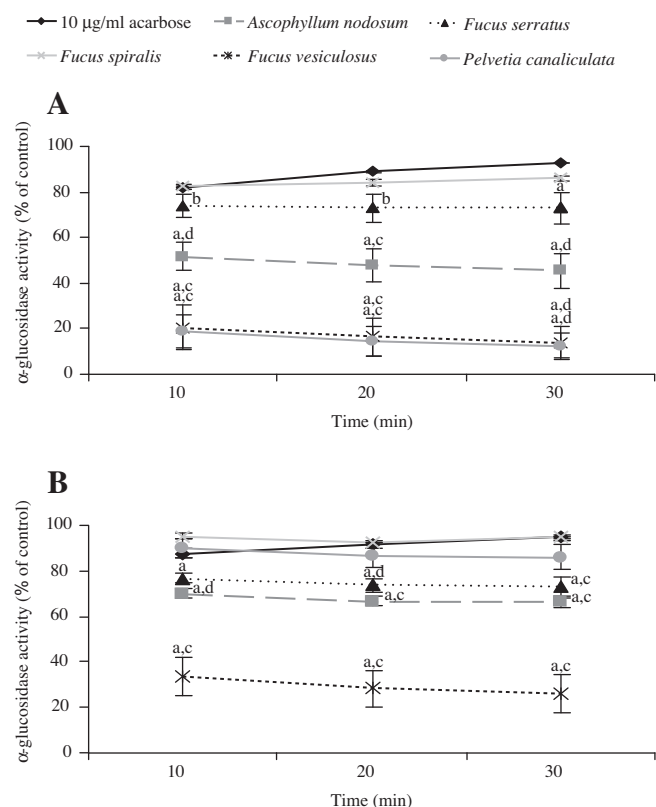 10 µg/ml acarbose Ascophyllum nodosum Fucus serratus
Fucus spiralis Fucus vesiculosus Pelvetia canaliculata
A
α-glucosidase activity (% of control)
100
80
60
40
20
0
b b a
a,d a,c a,d
a,c a,c a,d
a,c a,c a,d
10 20 30
Time (min)
B
α-glucosidase activity (% of control)
100
80
60
40
20
0
a a,d a,c
a,d a,c a,c
a,c a,c a,c
10 20 30
Time (min)